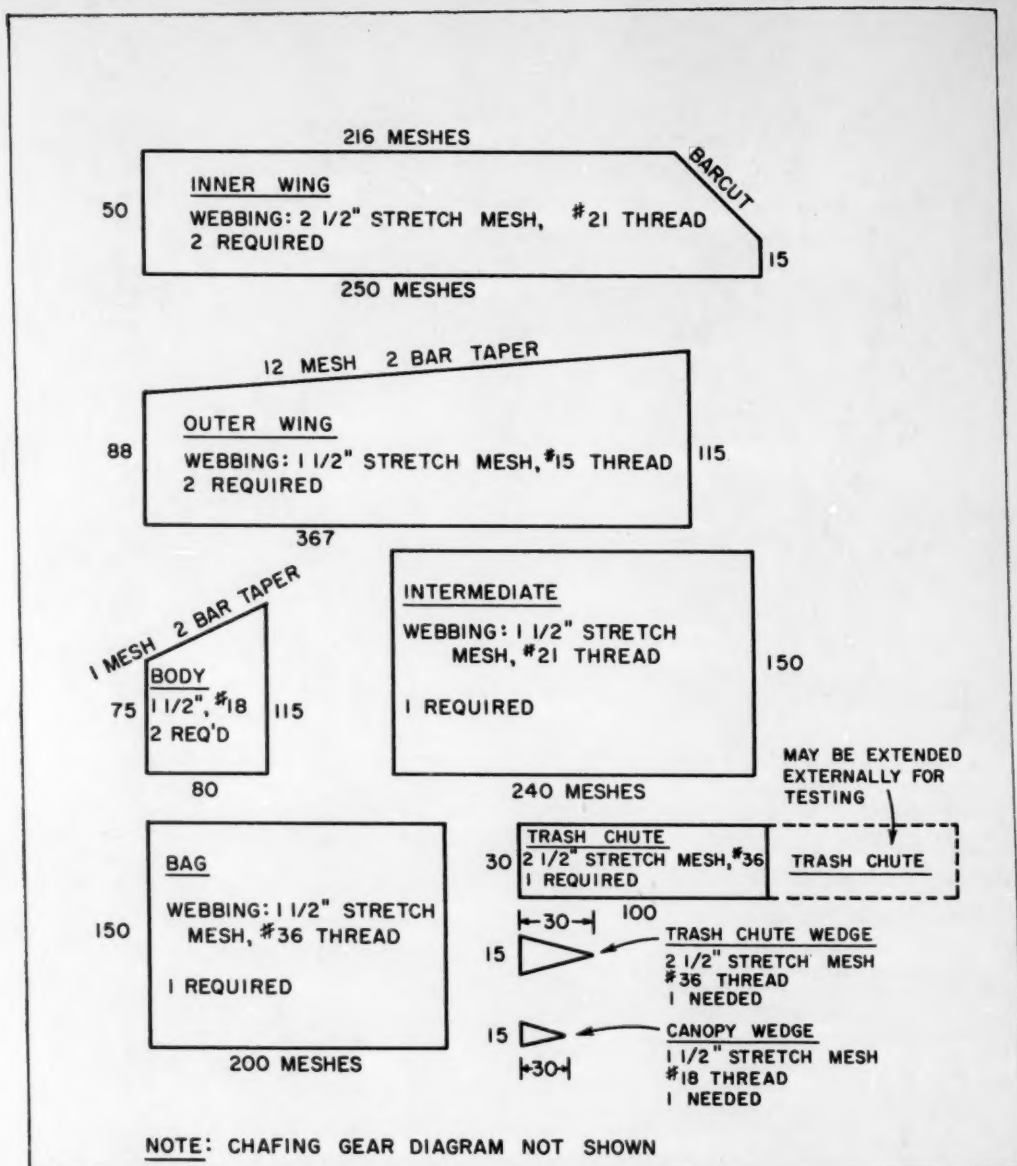 216 MESHES
BARCUT
50
INNER WING
WEBBING: 2 1/2" STRETCH MESH, #21 THREAD
2 REQUIRED
15
250 MESHES
12 MESH 2 BAR TAPER
88
OUTER WING
WEBBING: 1 1/2" STRETCH MESH, #15 THREAD
2 REQUIRED
115
367
1 MESH 2 BAR TAPER
75
BODY
1 1/2", #18
2 REQ'D
115
80
INTERMEDIATE
WEBBING: 1 1/2" STRETCH
MESH, #21 THREAD
1 REQUIRED
150
240 MESHES
MAY BE EXTENDED
EXTERNALLY FOR
TESTING
150
BAG
WEBBING: 1 1/2" STRETCH
MESH, #36 THREAD
1 REQUIRED
200 MESHES
30
TRASH CHUTE
2 1/2" STRETCH MESH, #36
1 REQUIRED
TRASH CHUTE
100
30
15
TRASH CHUTE WEDGE
2 1/2" STRETCH MESH
#36 THREAD
1 NEEDED
15
30
CANOPY WEDGE
1 1/2" STRETCH MESH
#18 THREAD
1 NEEDED
NOTE: CHAFING GEAR DIAGRAM NOT SHOWN